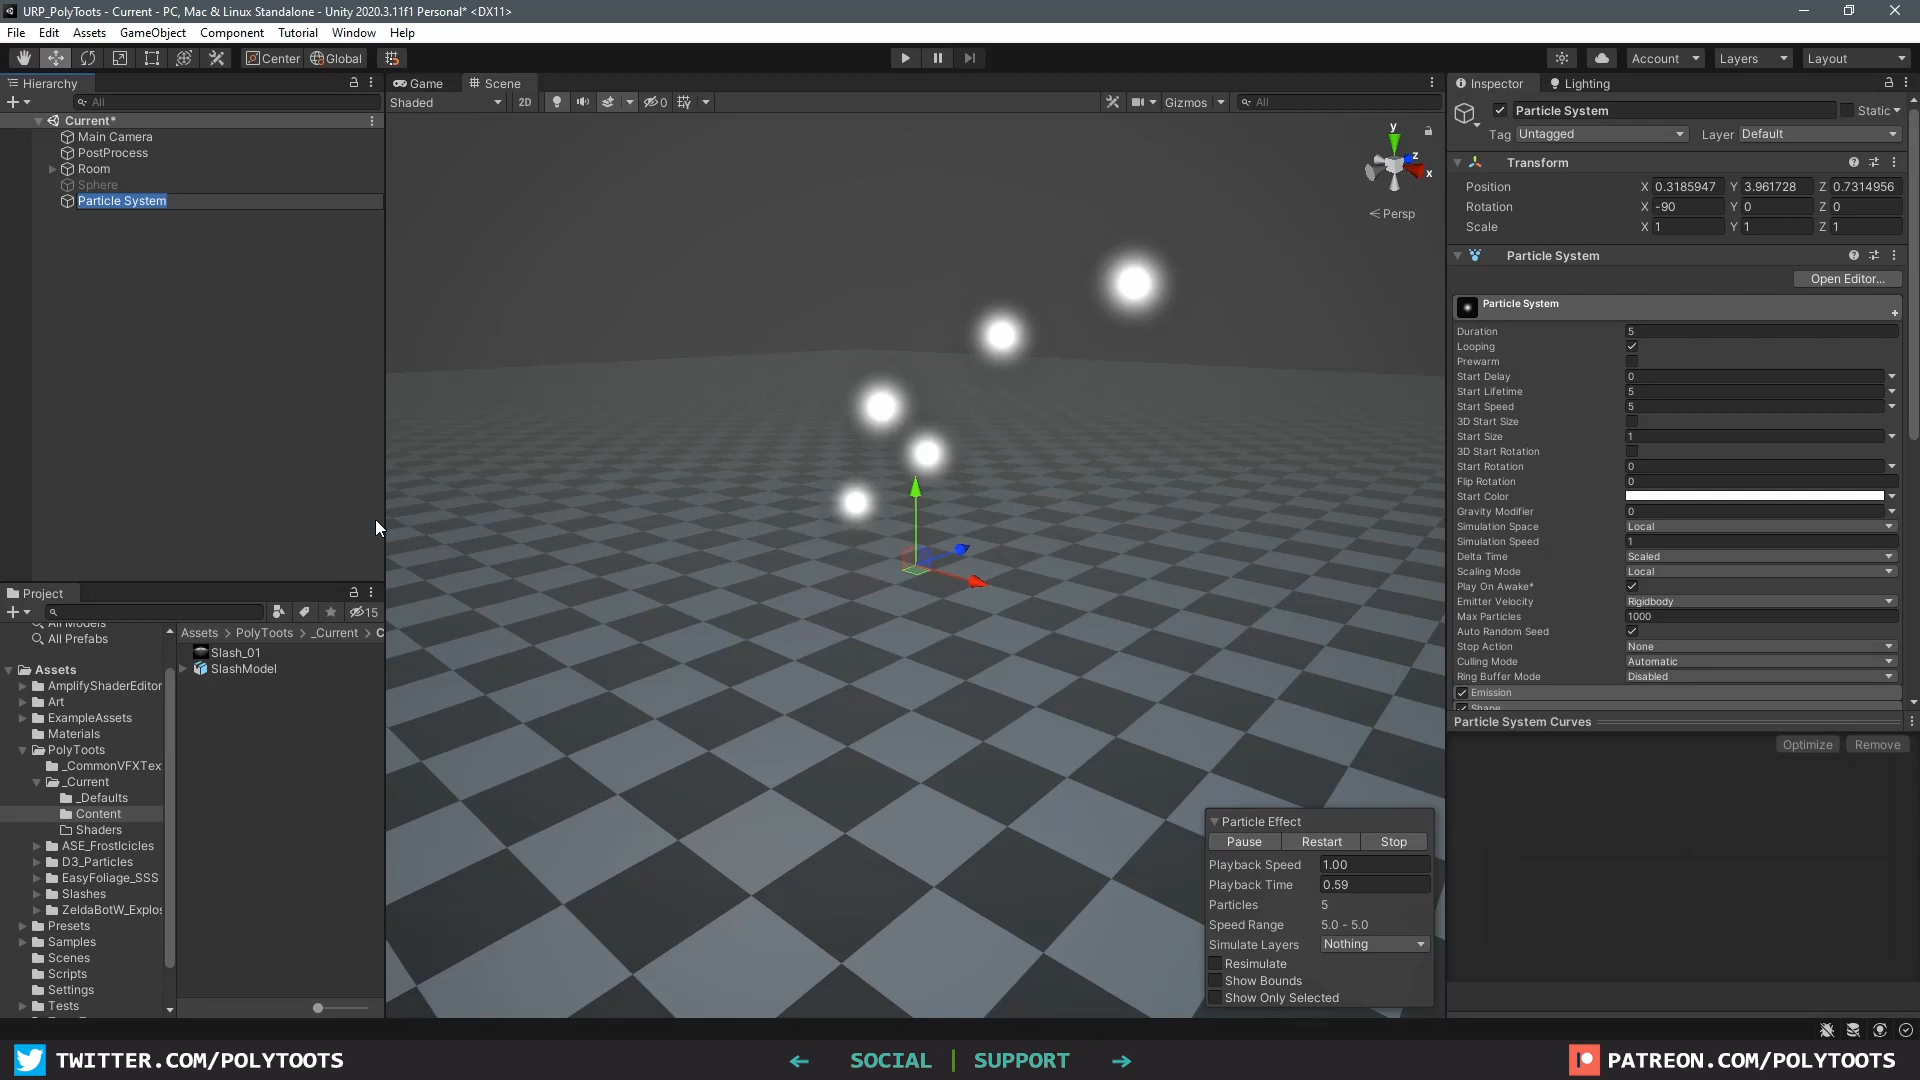 URP_PolyToots - Current - PC, Mac & Linux Standalone - Unity 2020.3.11f1 Personal* <DX11>
File Edit Assets GameObject Component Tutorial Window Help
Center Global
Account Layers Layout
Hierarchy
All
Current*
Main Camera
PostProcess
Room
Sphere
Particle System
Game Scene
Shaded 2D 0 Gizmos All
y
z
x
Persp
Particle Effect
Pause Restart Stop
Playback Speed 1.00
Playback Time 0.59
Particles 5
Speed Range 5.0 - 5.0
Simulate Layers Nothing
Resimulate
Show Bounds
Show Only Selected
Project
15
All Prefabs
Assets
AmplifyShaderEditor
Art
ExampleAssets
Materials
PolyToots
_CommonVFXTex
_Current
_Defaults
Content
Shaders
ASE_FrostIcicles
D3_Particles
EasyFoliage_SSS
Slashes
ZeldaBotW_Explos
Presets
Samples
Scenes
Scripts
Settings
Tests
Assets > PolyToots > _Current > C
Slash_01
SlashModel
Inspector Lighting
Particle System Static
Tag Untagged Layer Default
Transform
Position X 0.3185947 Y 3.961728 Z 0.7314956
Rotation X -90 Y 0 Z 0
Scale X 1 Y 1 Z 1
Particle System
Open Editor...
Particle System
Duration 5
Looping
Prewarm
Start Delay 0
Start Lifetime 5
Start Speed 5
3D Start Size
Start Size 1
3D Start Rotation
Start Rotation 0
Flip Rotation 0
Start Color
Gravity Modifier 0
Simulation Space Local
Simulation Speed 1
Delta Time Scaled
Scaling Mode Local
Play On Awake*
Emitter Velocity Rigidbody
Max Particles 1000
Auto Random Seed
Stop Action None
Culling Mode Automatic
Ring Buffer Mode Disabled
Emission
Shape
Particle System Curves
Optimize Remove
TWITTER.COM/POLYTOOTS
← SOCIAL | SUPPORT →
PATREON.COM/POLYTOOTS